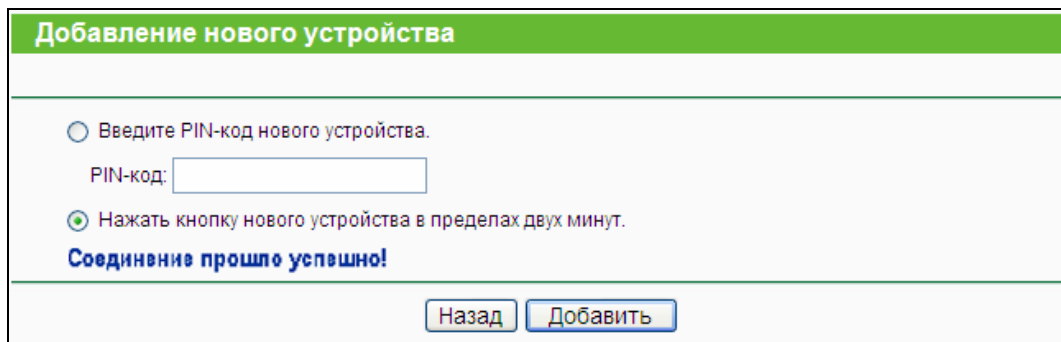 Добавление нового устройства
Введите PIN-код нового устройства.
PIN-код:
Нажать кнопку нового устройства в пределах двух минут.
Соединение прошло успешно!
Назад Добавить